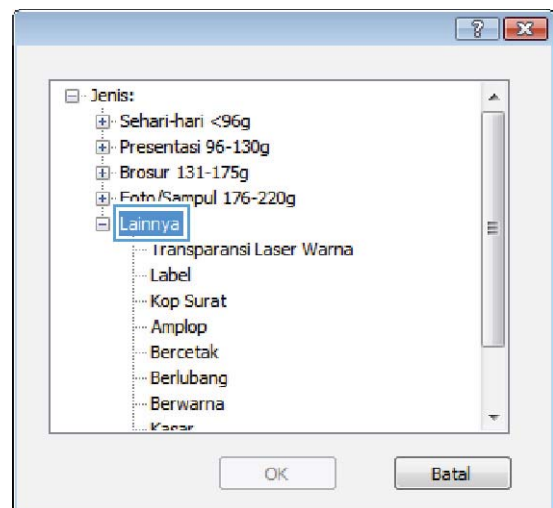 Jenis:
Sehari-hari <96g
Presentasi 96-130g
Brosur 131-175g
Foto/Sampul 176-220g
Lainnya
Transparansi Laser Warna
Label
Kop Surat
Amplop
Bercetak
Berlubang
Berwarna
Kasar
OK
Batal